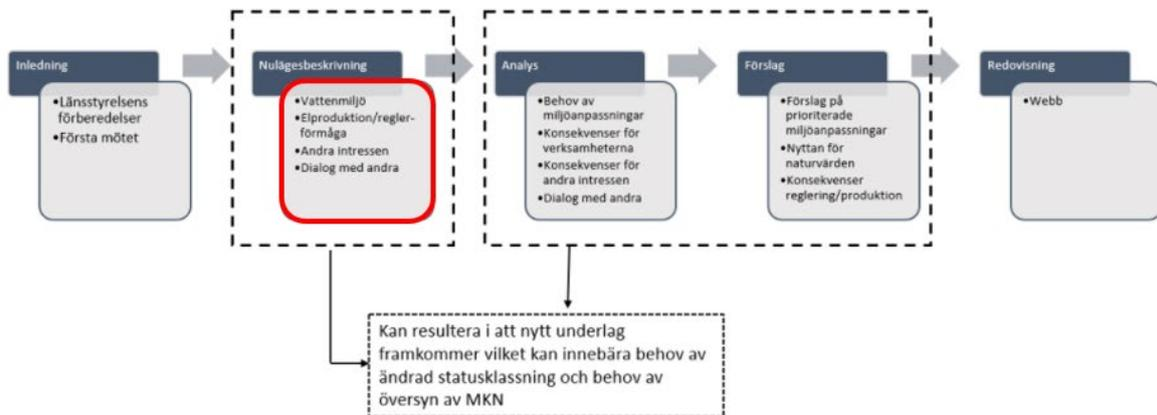 Inledning
•Länsstyrelsens
förberedelser
•Första mötet
Nulägesbeskrivning
•Vattenmiljö
•Elproduktion/regler-
förmåga
•Andra intressen
•Dialog med andra
Analys
•Behov av
miljöanpassningar
•Konsekvenser för
verksamheterna
•Konsekvenser för
andra intressen
•Dialog med andra
Förslag
•Förslag på
prioriterade
miljöanpassningar
•Nyttan för
naturvärden
•Konsekvenser
reglering/produktion
Redovisning
•Webb
Kan resultera i att nytt underlag
framkommer vilket kan innebära behov av
ändrad statusklassning och behov av
översyn av MKN